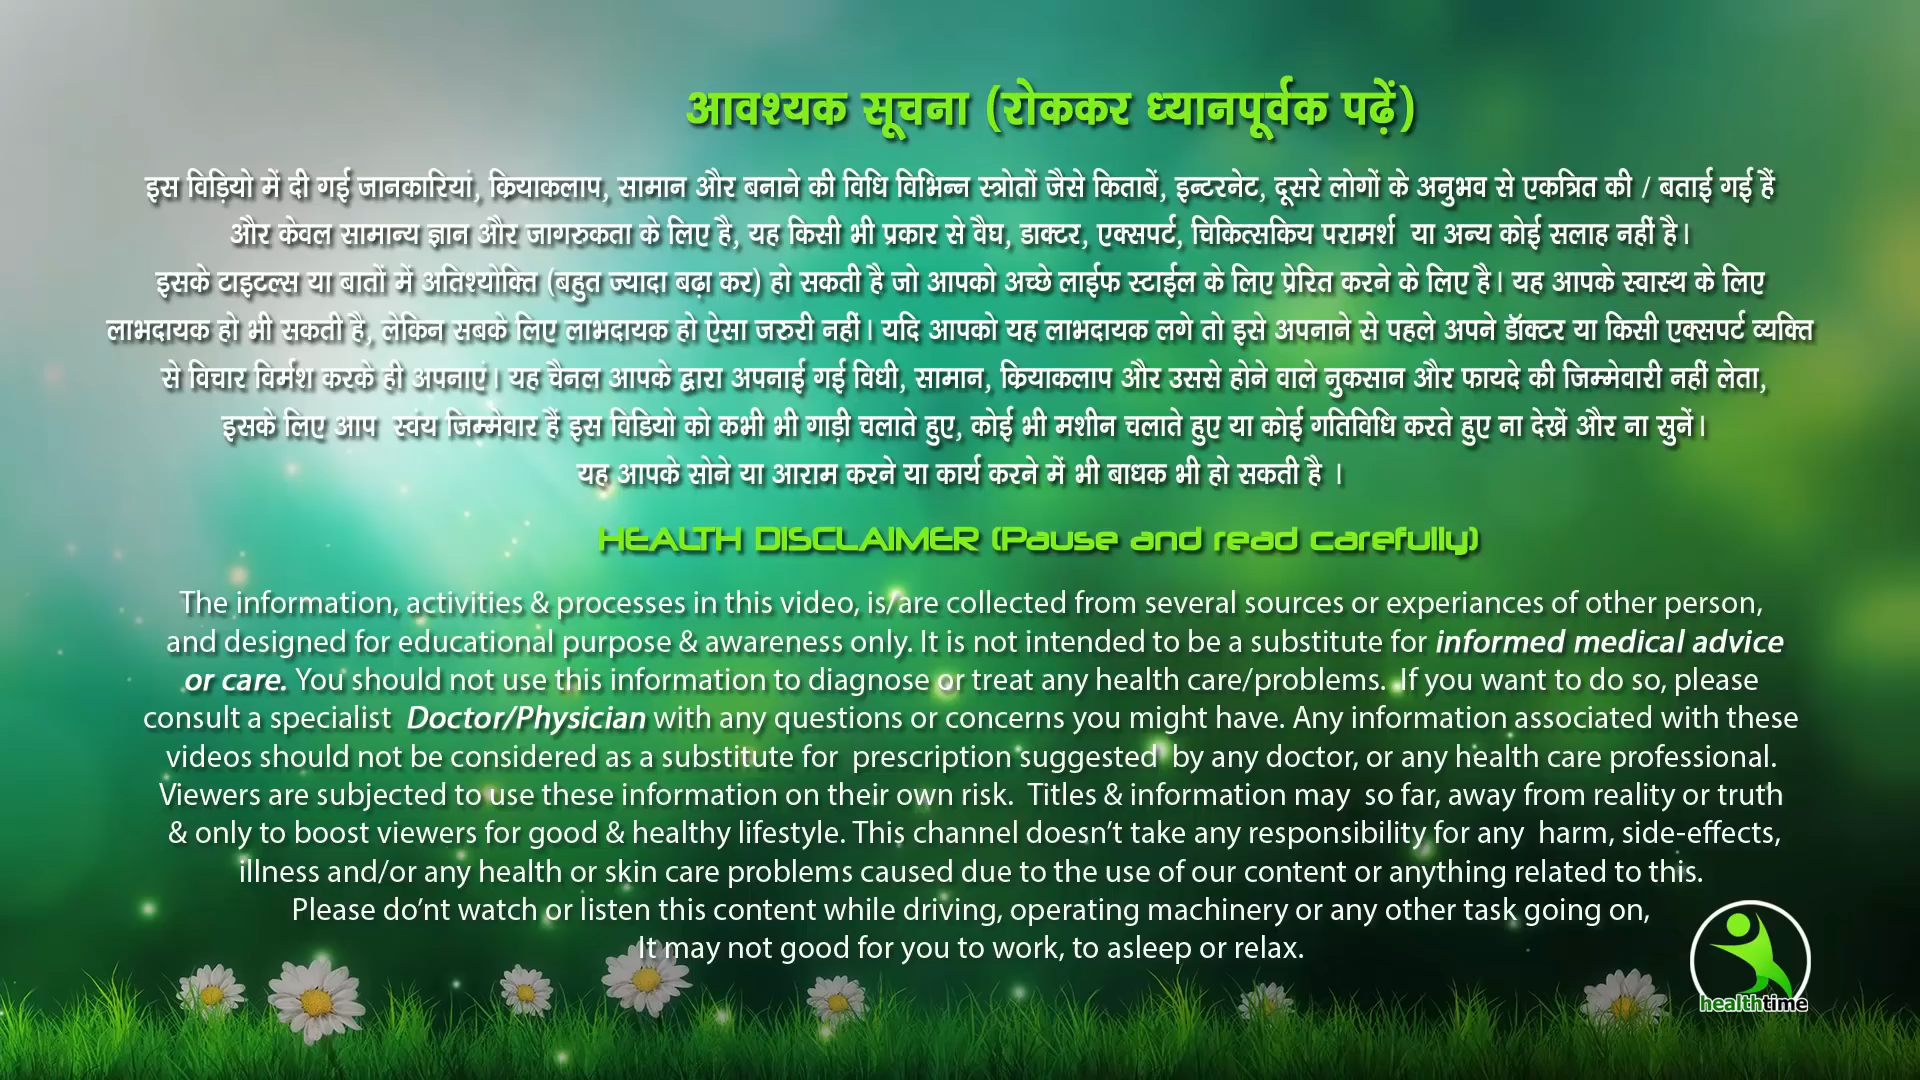 आवश्यक सूचना (रोककर ध्यानपूर्वक पढ़ें)
इस विड़ियो में दी गई जानकारियां, क्रियाकलाप, सामान और बनाने की विधि विभिन्न स्त्रोतों जैसे किताबें, इन्टरनेट, दूसरे लोगों के अनुभव से एकत्रित की / बताई गई हैं
और केवल सामान्य ज्ञान और जागरुकता के लिए है, यह किसी भी प्रकार से वैघ, डाक्टर, एक्सपर्ट, चिकित्सकिय परामर्श या अन्य कोई सलाह नहीं है।
इसके टाइटल्स या बातों में अतिश्योक्ति (बहुत ज्यादा बढ़ा कर) हो सकती है जो आपको अच्छे लाईफ स्टाईल के लिए प्रेरित करने के लिए है। यह आपके स्वास्थ के लिए
लाभदायक हो भी सकती है, लेकिन सबके लिए लाभदायक हो ऐसा जरुरी नहीं। यदि आपको यह लाभदायक लगे तो इसे अपनाने से पहले अपने डॉक्टर या किसी एक्सपर्ट व्यक्ति
से विचार विर्मश करके ही अपनाएं। यह चैनल आपके द्वारा अपनाई गई विधी, सामान, क्रियाकलाप और उससे होने वाले नुकसान और फायदे की जिम्मेवारी नहीं लेता,
इसके लिए आप स्वंय जिम्मेवार हैं इस विडियो को कभी भी गाड़ी चलाते हुए, कोई भी मशीन चलाते हुए या कोई गतिविधि करते हुए ना देखें और ना सुनें।
यह आपके सोने या आराम करने या कार्य करने में भी बाधक भी हो सकती है ।
HEALTH DISCLAIMER (Pause and read carefully)
The information, activities & processes in this video, is/are collected from several sources or experiances of other person,
and designed for educational purpose & awareness only. It is not intended to be a substitute for informed medical advice
or care. You should not use this information to diagnose or treat any health care/problems. If you want to do so, please
consult a specialist Doctor/Physician with any questions or concerns you might have. Any information associated with these
videos should not be considered as a substitute for prescription suggested by any doctor, or any health care professional.
Viewers are subjected to use these information on their own risk. Titles & information may so far, away from reality or truth
& only to boost viewers for good & healthy lifestyle. This channel doesn’t take any responsibility for any harm, side-effects,
illness and/or any health or skin care problems caused due to the use of our content or anything related to this.
Please do’nt watch or listen this content while driving, operating machinery or any other task going on,
It may not good for you to work, to asleep or relax.
healthtime